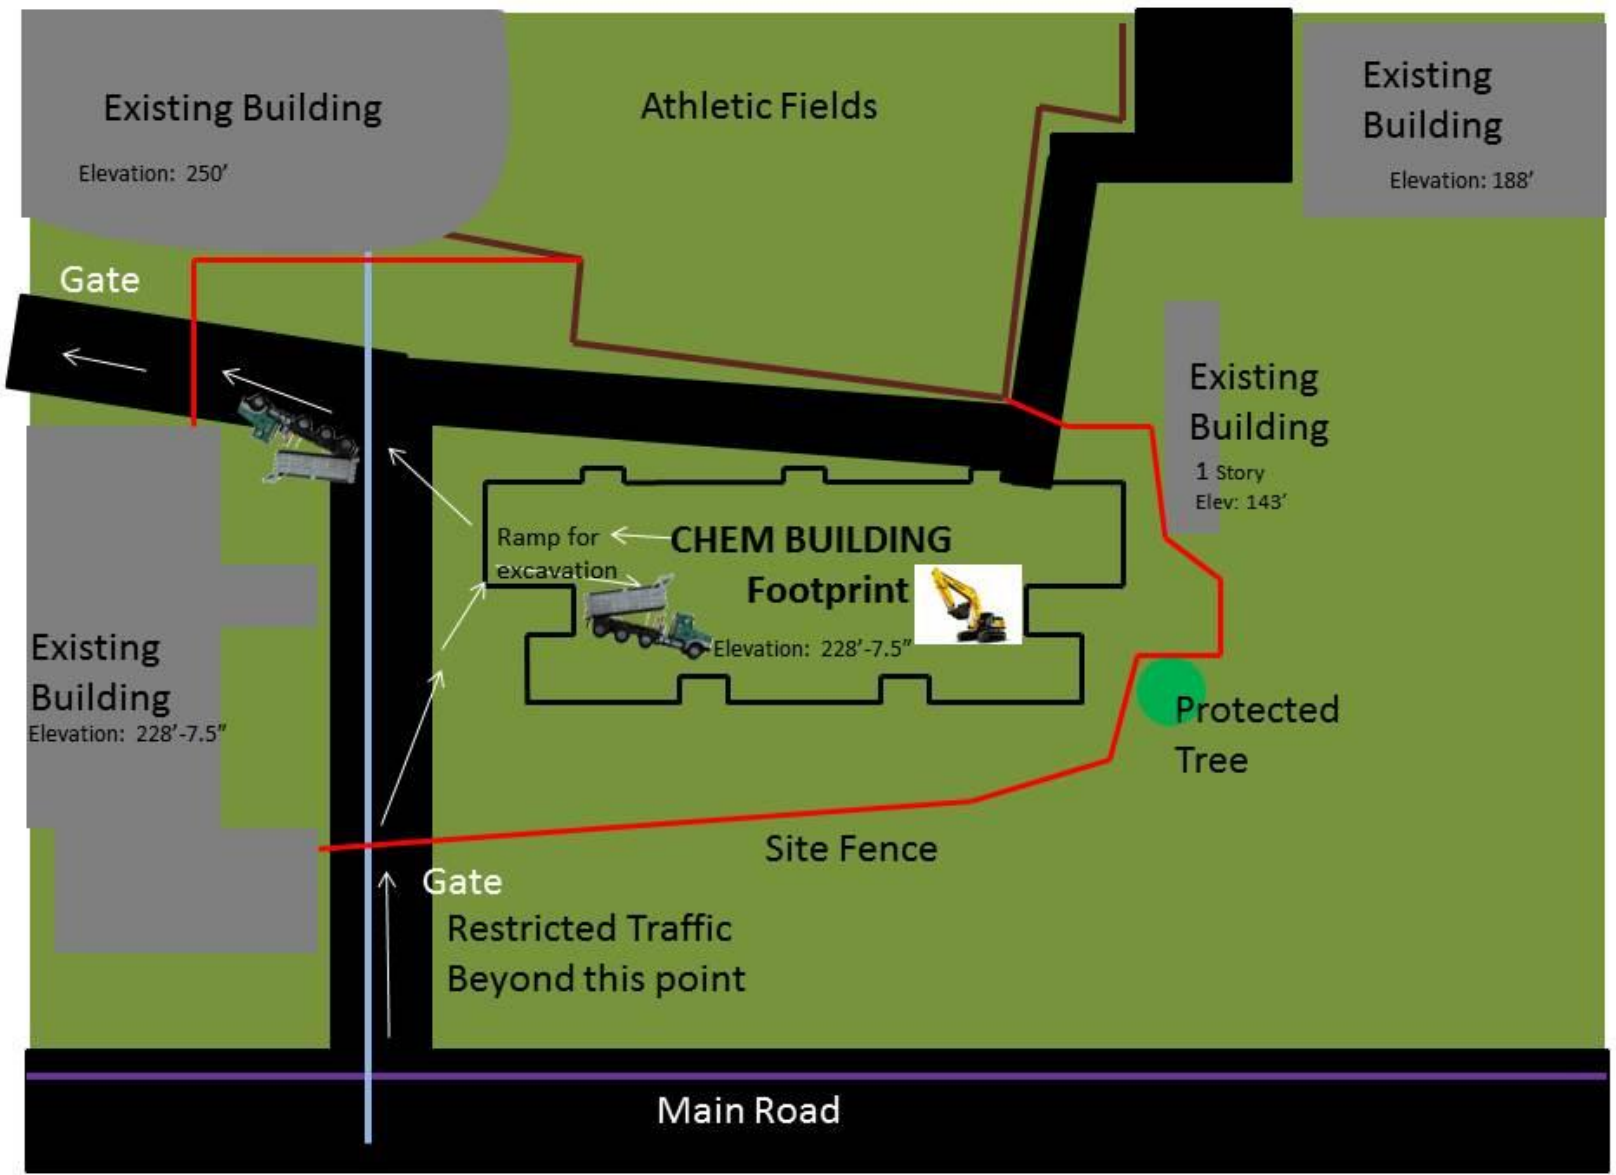 Existing Building
Elevation: 250’
Athletic Fields
Existing
Building
Elevation: 188’
Gate
Existing
Building
1 Story
Elev: 143’
Ramp for
excavation
CHEM BUILDING
Footprint
Elevation: 228’-7.5”
Existing
Building
Elevation: 228’-7.5”
Protected
Tree
Site Fence
Gate
Restricted Traffic
Beyond this point
Main Road